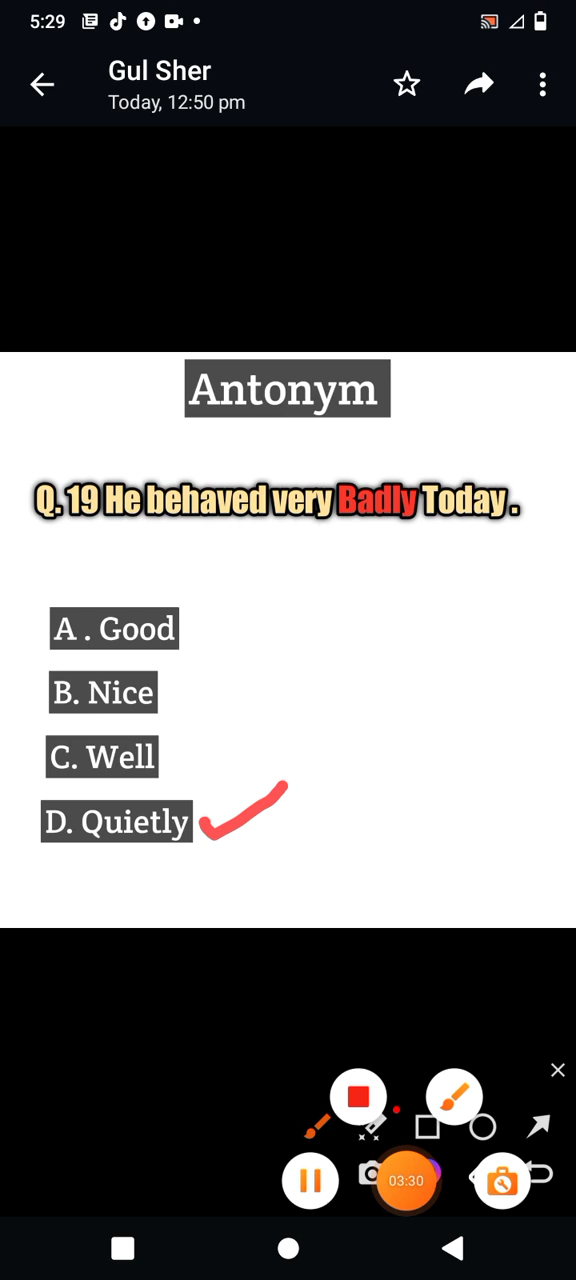 5:29
Gul Sher
Today, 12:50 pm
Antonym
Q. 19 He behaved very Badly Today .
A . Good
B. Nice
C. Well
D. Quietly
03:30